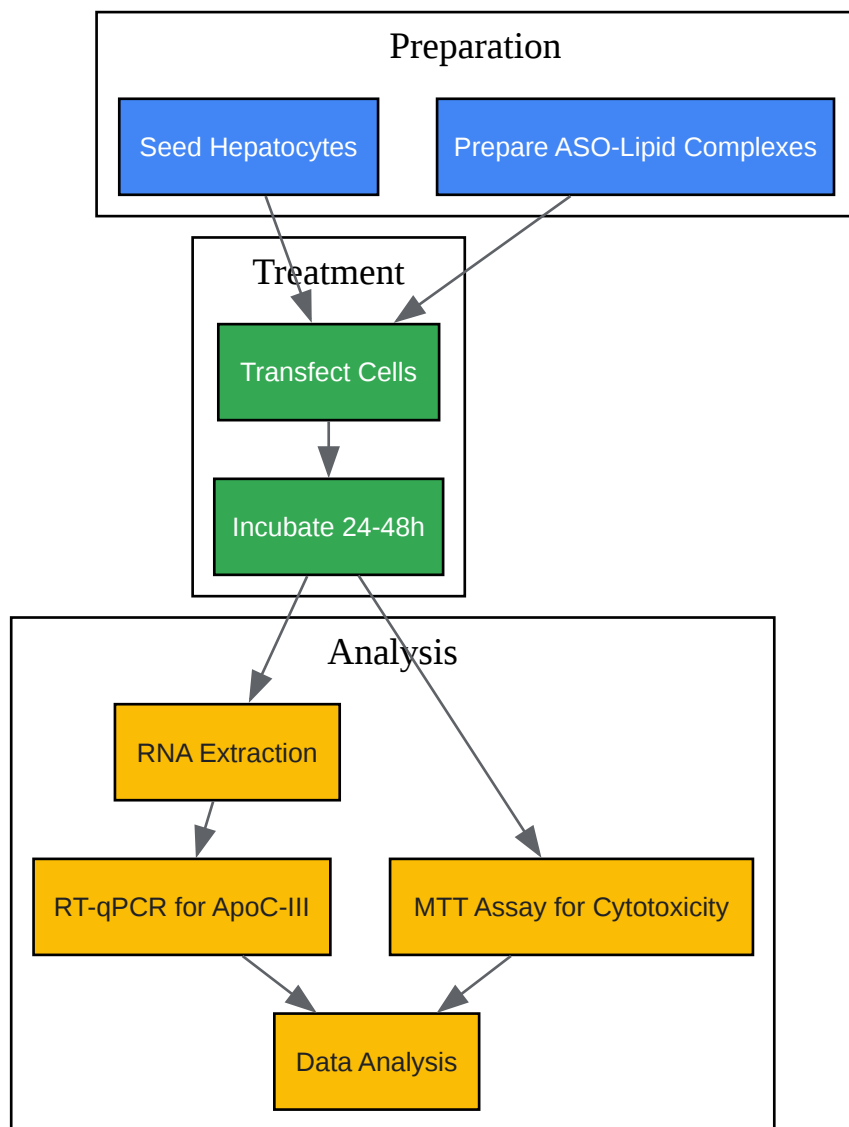 Preparation
Seed Hepatocytes
Prepare ASO-Lipid Complexes
Treatment
Transfect Cells
Incubate 24-48h
Analysis
RNA Extraction
RT-qPCR for ApoC-III
MTT Assay for Cytotoxicity
Data Analysis